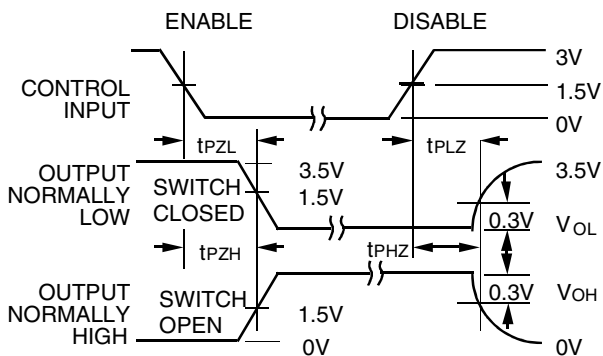 ENABLE
DISABLE
CONTROL
INPUT
3V
1.5V
0V
tPZL
tPLZ
OUTPUT
NORMALLY
LOW
SWITCH
CLOSED
3.5V
1.5V
3.5V
0.3V
VOL
tPZH
tPHZ
OUTPUT
NORMALLY
HIGH
SWITCH
OPEN
1.5V
0V
0.3V
VOH
0V